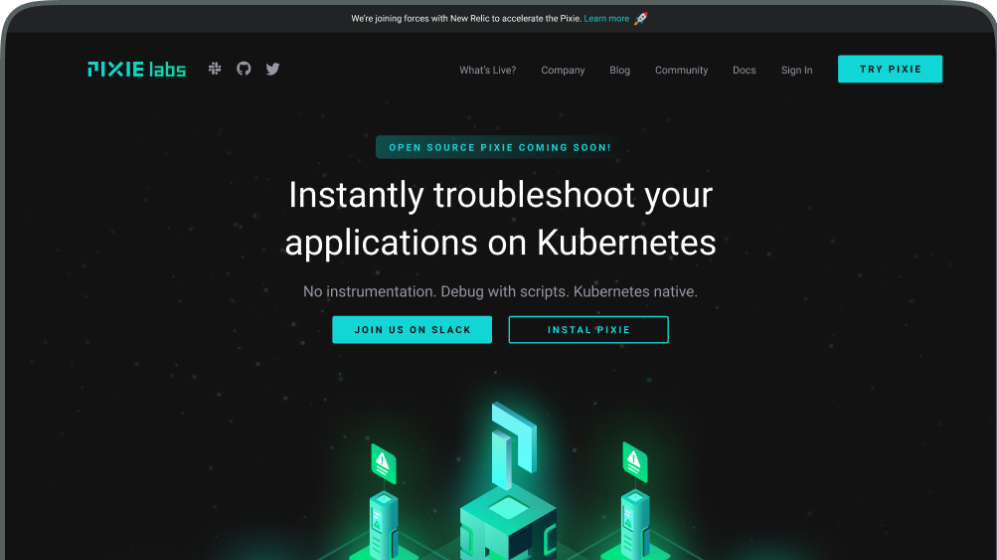 We're joining forces with New Relic to accelerate the Pixie. Learn more
PIXIE labs
What's Live? Company Blog Community Docs Sign In TRY PIXIE
OPEN SOURCE PIXIE COMING SOON!
Instantly troubleshoot your
applications on Kubernetes
No instrumentation. Debug with scripts. Kubernetes native.
JOIN US ON SLACK INSTAL PIXIE